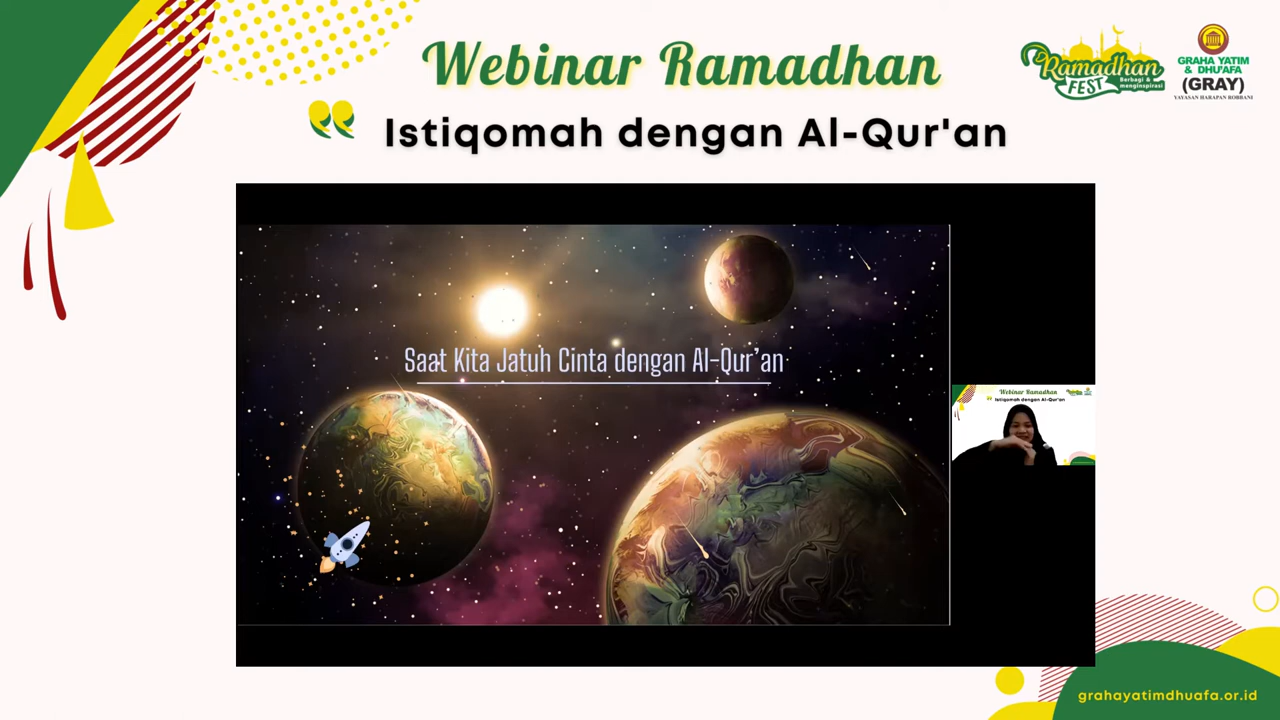 Webinar Ramadhan
Istiqomah dengan Al-Qur'an
Ramadhan
FEST
Berbagi &
menginspirasi
GRAHA YATIM
& DHU'AFA
(GRAY)
YAYASAN HARAPAN ROBBANI
Saat Kita Jatuh Cinta dengan Al-Qur'an
Webinar Ramadhan
Istiqomah dengan Al-Qur'an
grahayatimdhuafa.or.id